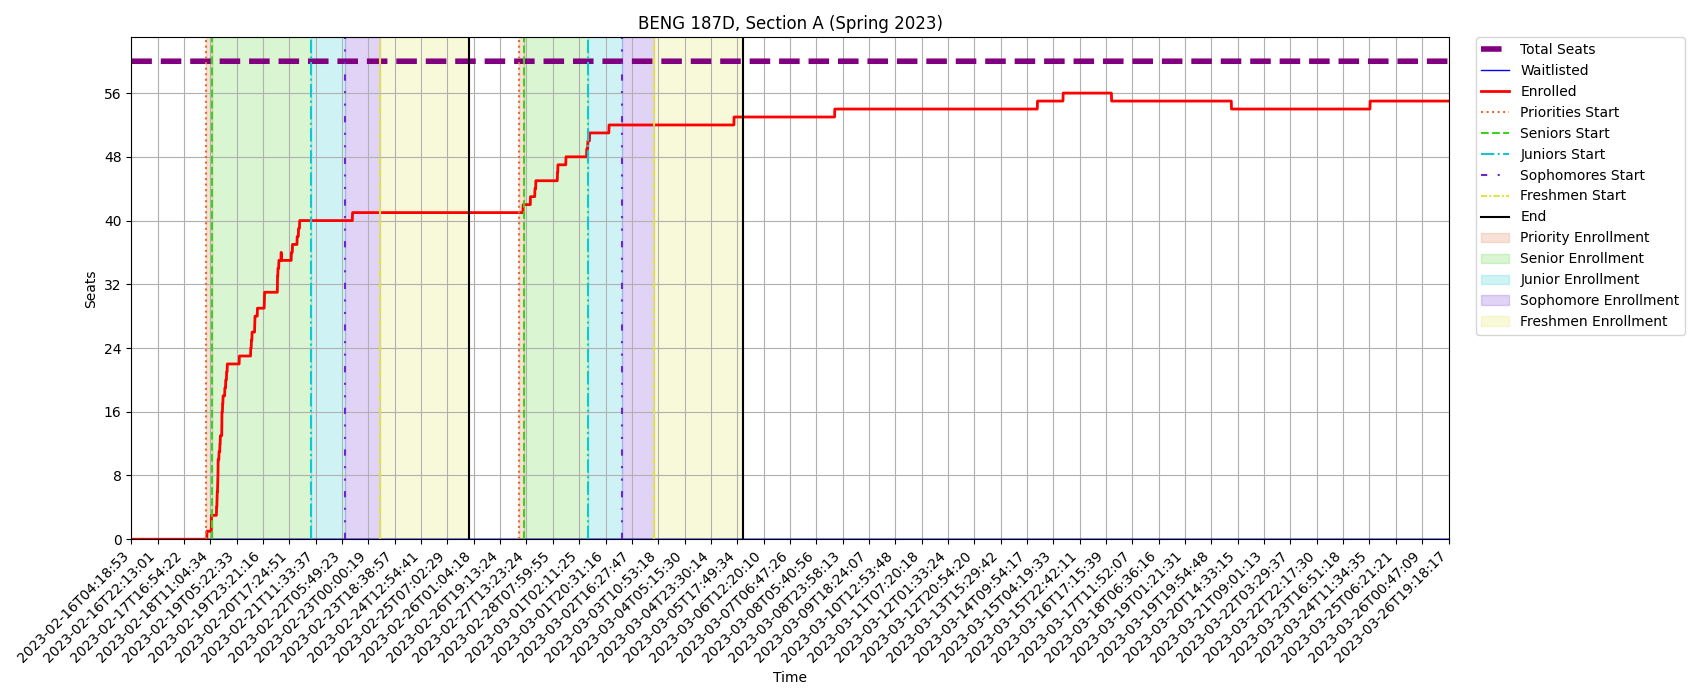 BENG 187D, Section A (Spring 2023)
Seats
56
48
40
32
24
16
8
0
2023-02-16T04:18:53
2023-02-16T22:13:01
2023-02-17T16:54:22
2023-02-18T11:04:34
2023-02-19T05:22:33
2023-02-19T23:21:16
2023-02-20T17:24:51
2023-02-21T11:33:37
2023-02-22T05:49:23
2023-02-23T00:00:19
2023-02-23T18:38:57
2023-02-24T12:54:41
2023-02-25T07:02:29
2023-02-26T01:04:18
2023-02-26T19:13:24
2023-02-27T13:23:24
2023-02-28T07:59:55
2023-03-01T02:11:25
2023-03-01T20:31:16
2023-03-02T16:27:47
2023-03-03T10:53:18
2023-03-04T05:15:30
2023-03-04T23:30:14
2023-03-05T17:49:34
2023-03-06T12:20:10
2023-03-07T06:47:26
2023-03-08T05:40:56
2023-03-08T23:58:13
2023-03-09T18:24:07
2023-03-10T12:53:48
2023-03-11T07:20:18
2023-03-12T01:33:24
2023-03-12T20:54:20
2023-03-13T15:29:42
2023-03-14T09:54:17
2023-03-15T04:19:33
2023-03-15T22:42:11
2023-03-16T17:15:39
2023-03-17T11:52:07
2023-03-18T06:36:16
2023-03-19T01:21:31
2023-03-19T19:54:48
2023-03-20T14:33:15
2023-03-21T09:01:13
2023-03-22T03:29:37
2023-03-22T22:17:30
2023-03-23T16:51:18
2023-03-24T11:34:35
2023-03-25T06:21:21
2023-03-26T00:47:09
2023-03-26T19:18:17
Time
Total Seats
Waitlisted
Enrolled
Priorities Start
Seniors Start
Juniors Start
Sophomores Start
Freshmen Start
End
Priority Enrollment
Senior Enrollment
Junior Enrollment
Sophomore Enrollment
Freshmen Enrollment